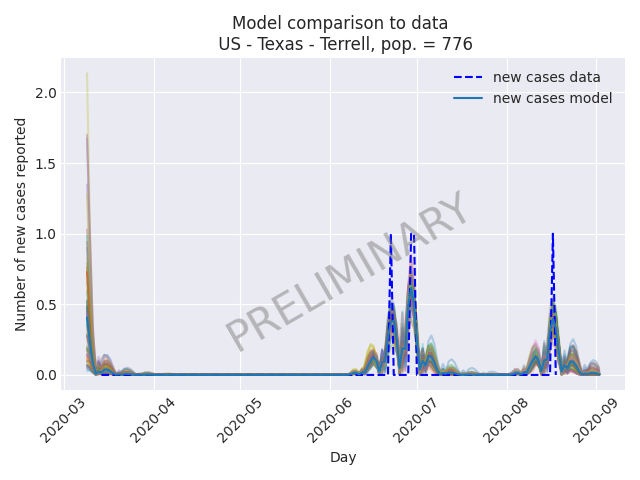 Model comparison to data
US - Texas - Terrell, pop. = 776
new cases data
new cases model
Number of new cases reported
2.0
1.5
1.0
0.5
0.0
PRELIMINARY
2020-03
2020-04
2020-05
2020-06
2020-07
2020-08
2020-09
Day